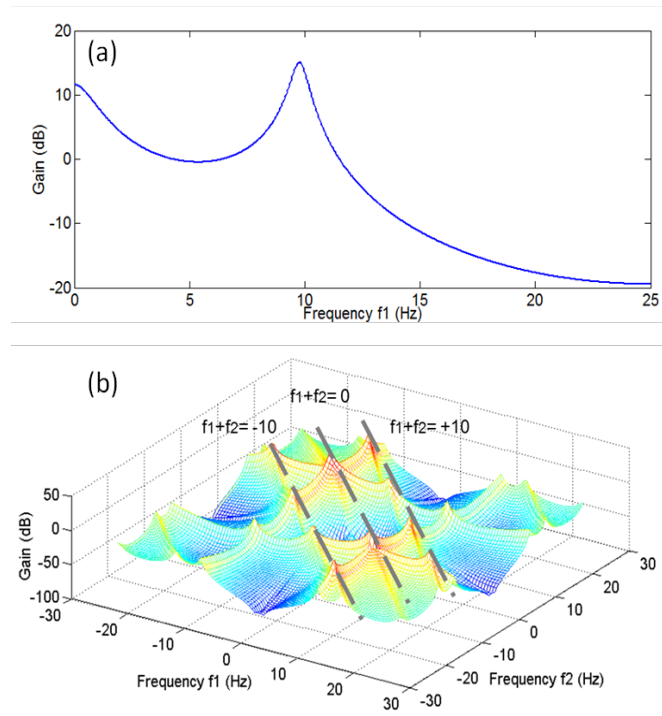 (a)
20
10
0
-10
-20
Gain (dB)
0 5 10 15 20 25
Frequency f1 (Hz)
(b)
f1+f2= 0
f1+f2= -10 f1+f2= +10
50
0
-50
-100
Gain (dB)
-30 -20 -10 0 10 20 30
Frequency f1 (Hz)
-30 -20 -10 0 10 20 30
Frequency f2 (Hz)